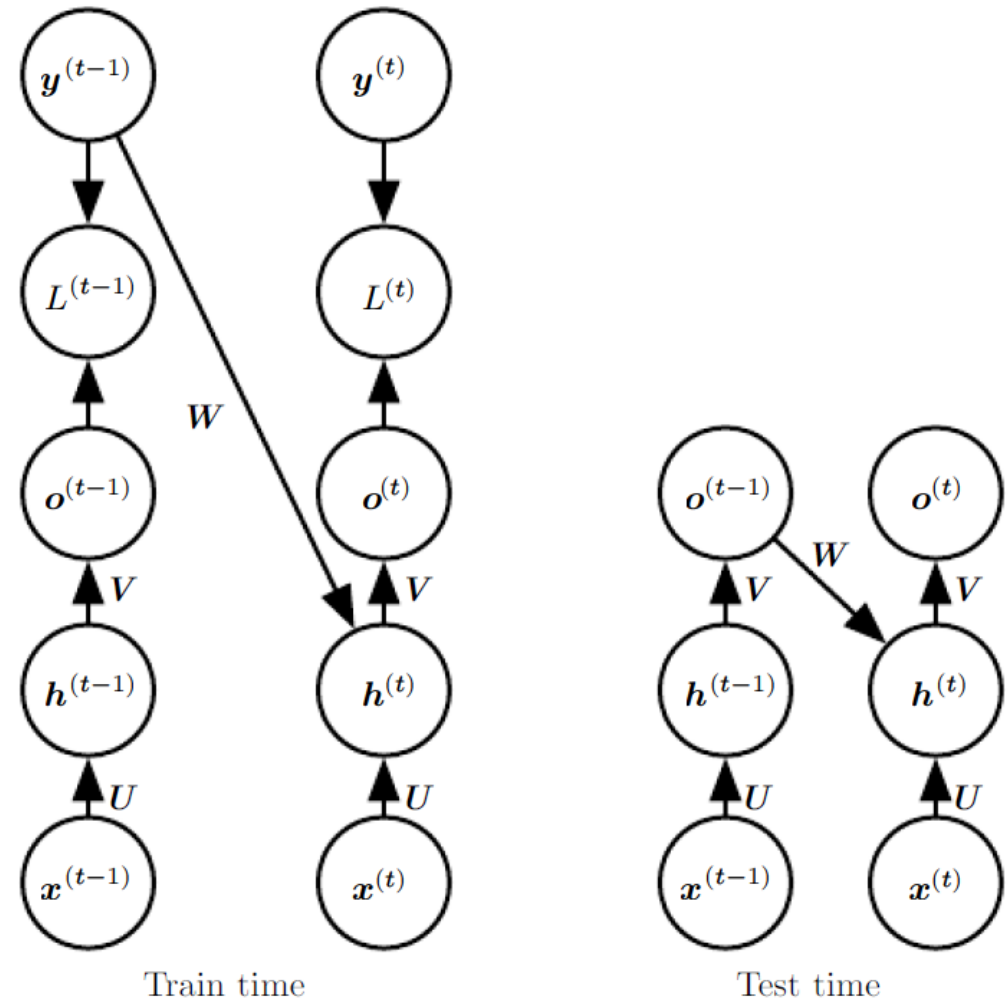 y^(t−1) y^(t)
L^(t−1) L^(t)
W
o^(t−1) o^(t) o^(t−1) o^(t)
W
V V V V
h^(t−1) h^(t) h^(t−1) h^(t)
U U U U
x^(t−1) x^(t) x^(t−1) x^(t)
Train time Test time